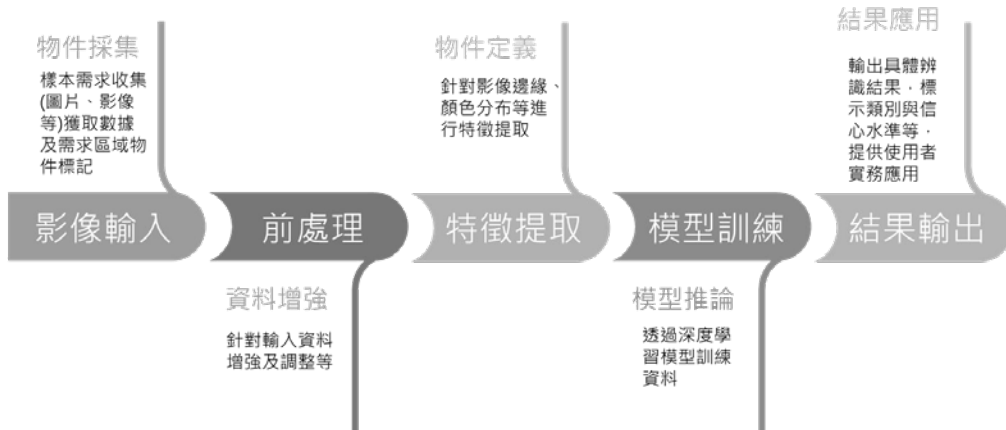 物件採集
樣本需求收集
(圖片、影像
等)獲取數據
及需求區域物
件標記
物件定義
針對影像邊緣、
顏色分布等進
行特徵提取
結果應用
輸出具體辨
識結果，標
示類別與信
心水準等，
提供使用者
實務應用
影像輸入
前處理
特徵提取
模型訓練
結果輸出
資料增強
針對輸入資料
增強及調整等
模型推論
透過深度學
習模型訓練
資料